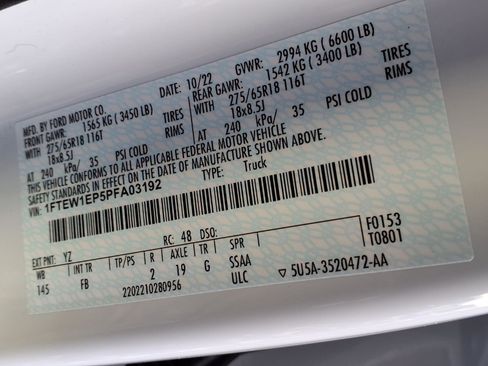 MFD. BY FORD MOTOR CO.
DATE: 10/22 GVWR: 2994 KG ( 6600 LB)
FRONT GAWR: 1565 KG ( 3450 LB) REAR GAWR: 1542 KG ( 3400 LB)
WITH 275/65R18 116T TIRES WITH 275/65R18 116T TIRES
18x8.5J RIMS 18x8.5J RIMS
AT 240 kPa/ 35 PSI COLD AT 240 kPa/ 35 PSI COLD
THIS VEHICLE CONFORMS TO ALL APPLICABLE FEDERAL MOTOR VEHICLE
SAFETY STANDARDS IN EFFECT ON THE DATE OF MANUFACTURE SHOWN ABOVE.
VIN: 1FTEW1EP5PFA03192 TYPE: Truck
F0153
T0801
EXT PNT: YZ RC: 48 DSO:
WB INT TR TP/PS R AXLE TR SPR
145 FB 2 19 G SSAA
2202210280956 ULC ▽ 5U5A-3520472-AA